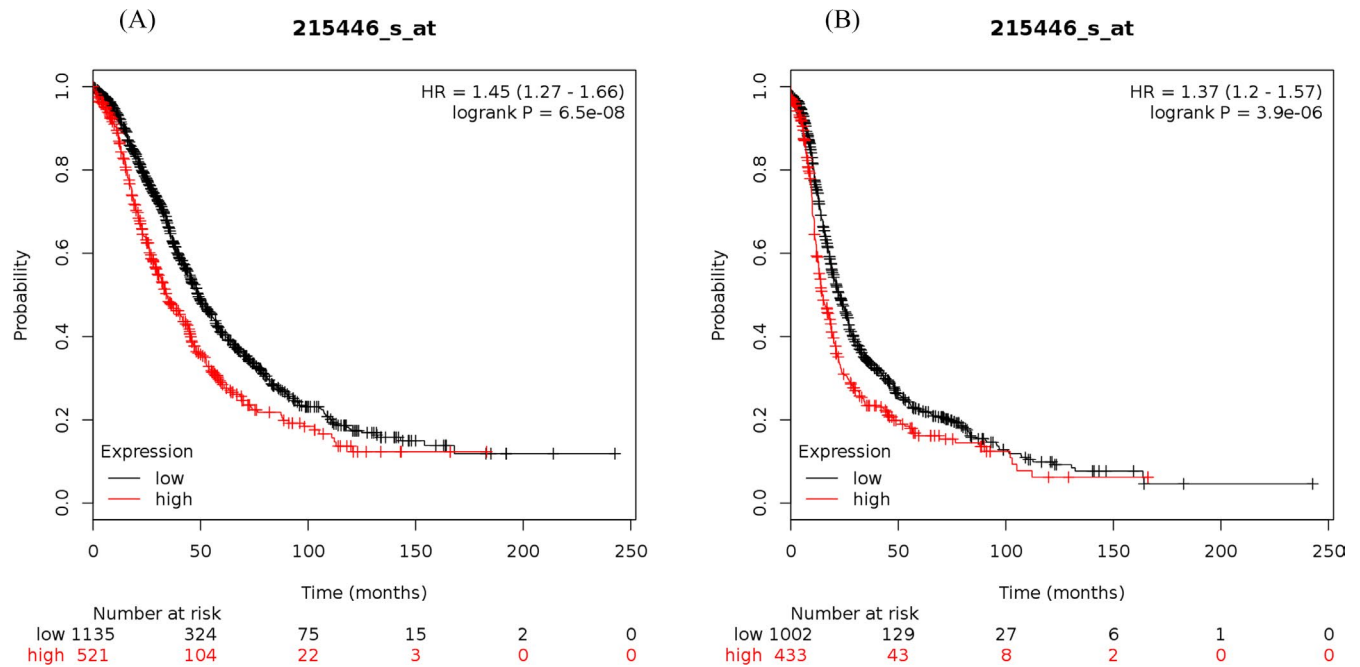 (A)
215446_s_at
HR = 1.45 (1.27 - 1.66)
logrank P = 6.5e-08
Probability
1.0
0.8
0.6
0.4
0.2
0.0
Expression
low
high
0 50 100 150 200 250
Time (months)
Number at risk
low 1135 324 75 15 2 0
high 521 104 22 3 0 0
(B)
215446_s_at
HR = 1.37 (1.2 - 1.57)
logrank P = 3.9e-06
Probability
1.0
0.8
0.6
0.4
0.2
0.0
Expression
low
high
0 50 100 150 200 250
Time (months)
Number at risk
low 1002 129 27 6 1 0
high 433 43 8 2 0 0